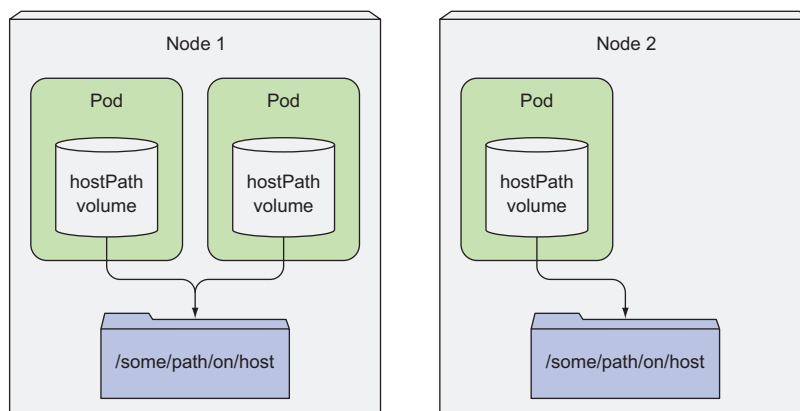 Node 1
Pod
Pod
hostPath
volume
hostPath
volume
/some/path/on/host
Node 2
Pod
hostPath
volume
/some/path/on/host